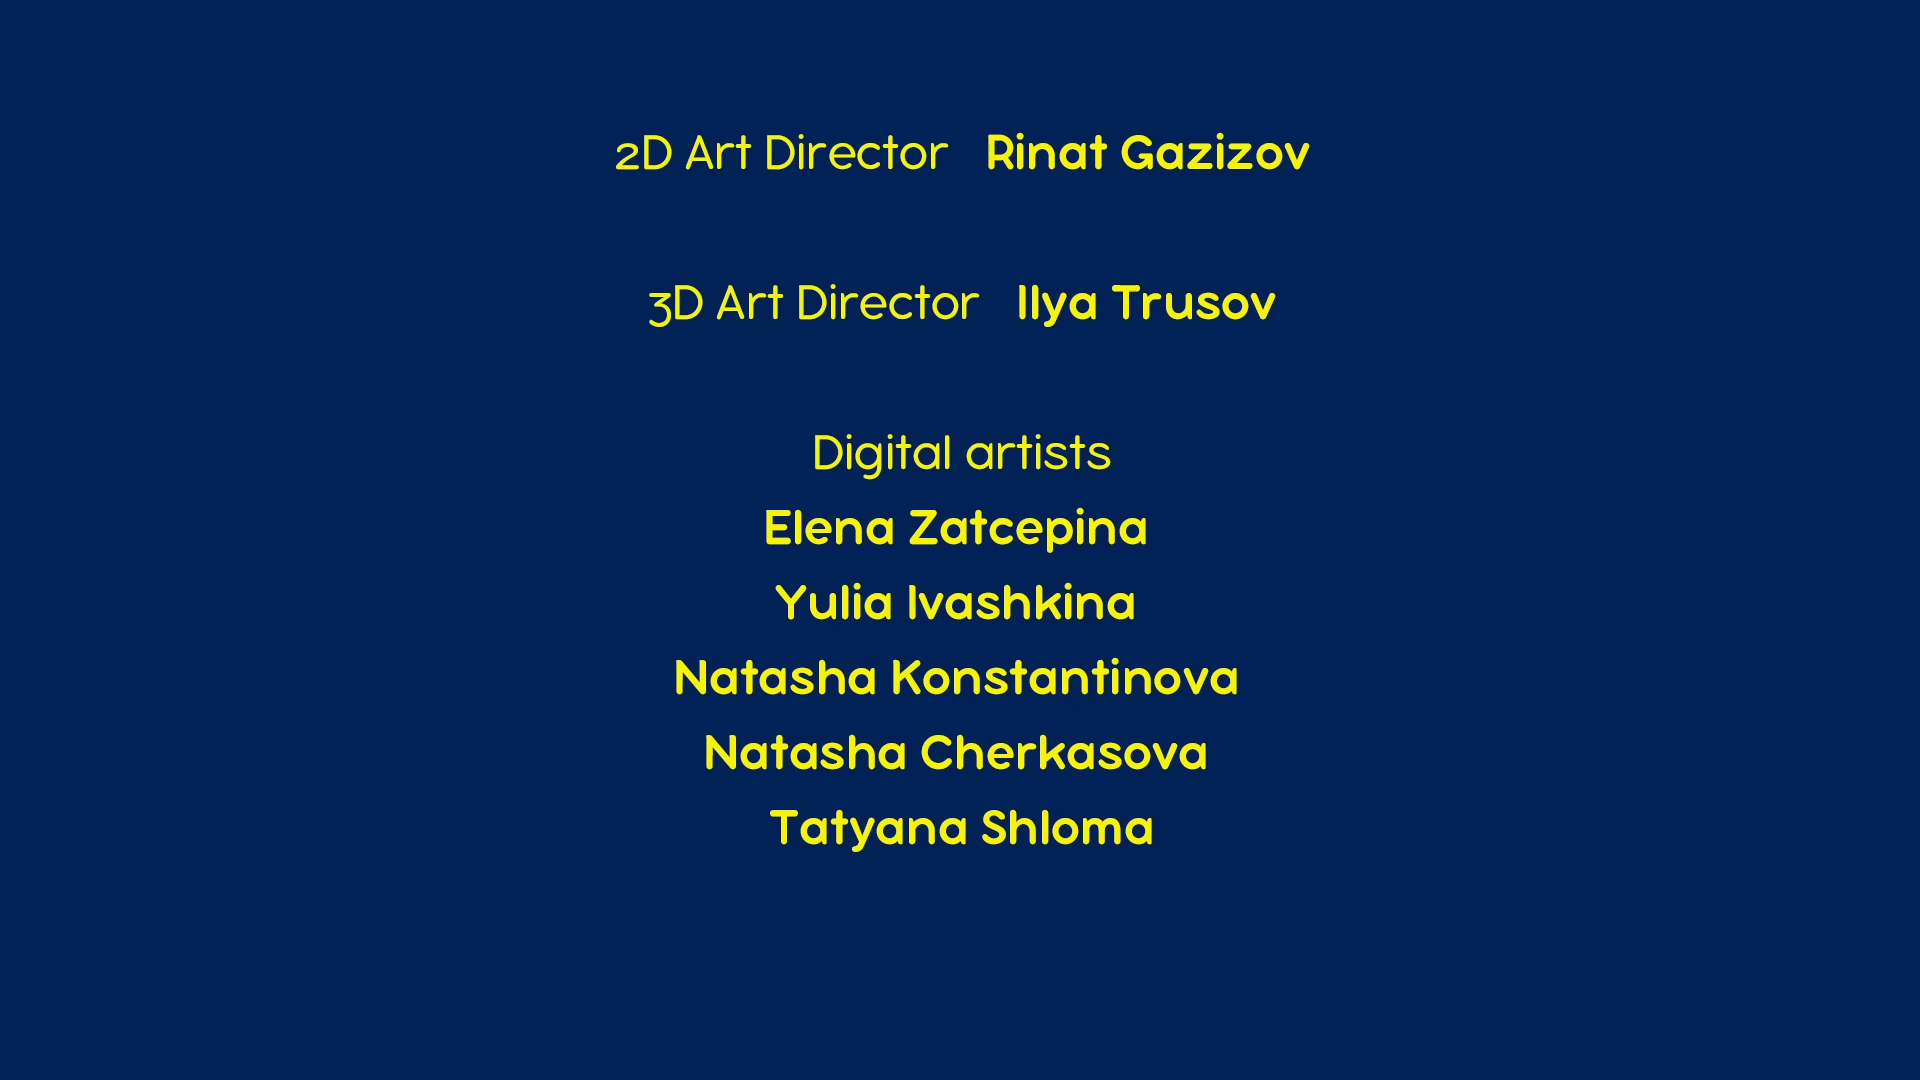 2D Art Director Rinat Gazizov
3D Art Director Ilya Trusov
Digital artists
Elena Zatcepina
Yulia Ivashkina
Natasha Konstantinova
Natasha Cherkasova
Tatyana Shloma